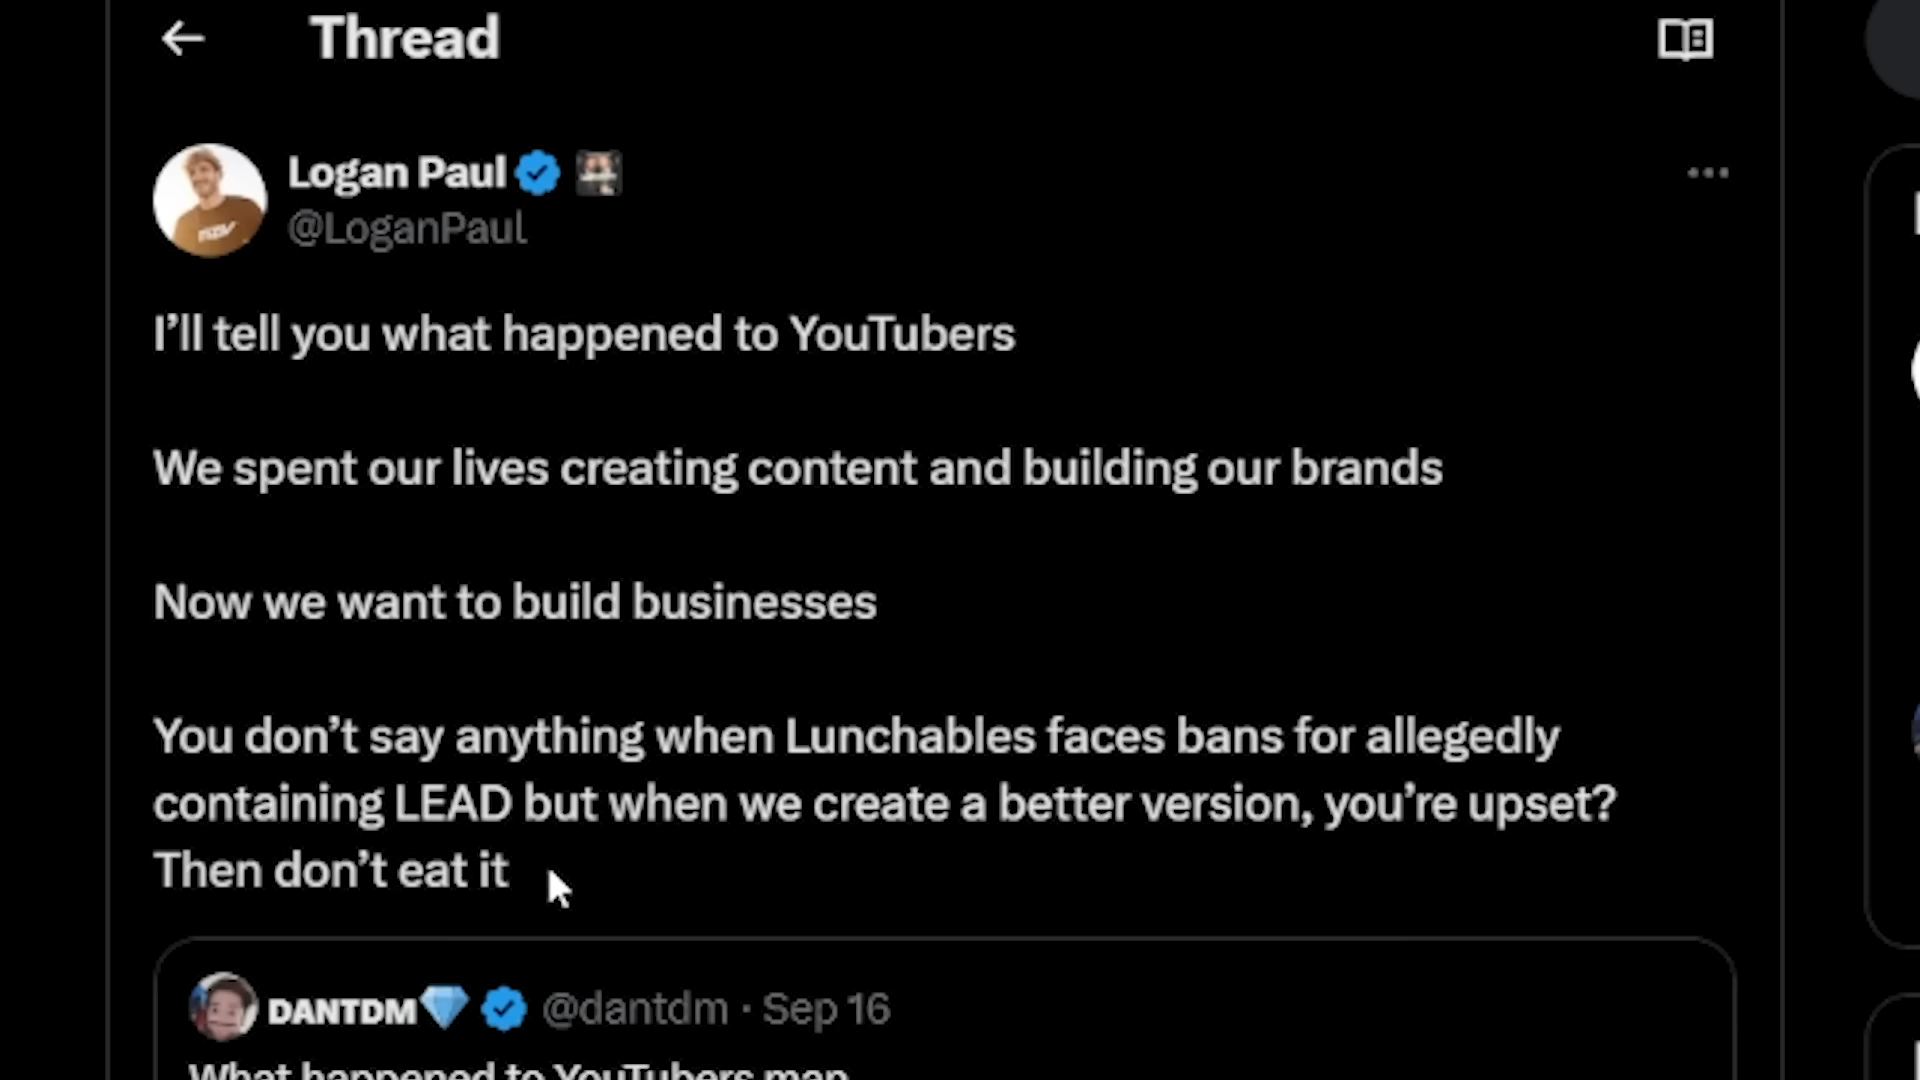 Thread
Logan Paul
@LoganPaul
I’ll tell you what happened to YouTubers
We spent our lives creating content and building our brands
Now we want to build businesses
You don’t say anything when Lunchables faces bans for allegedly
containing LEAD but when we create a better version, you’re upset?
Then don’t eat it
DANTDM💎 @dantdm · Sep 16
What happened to YouTubers man